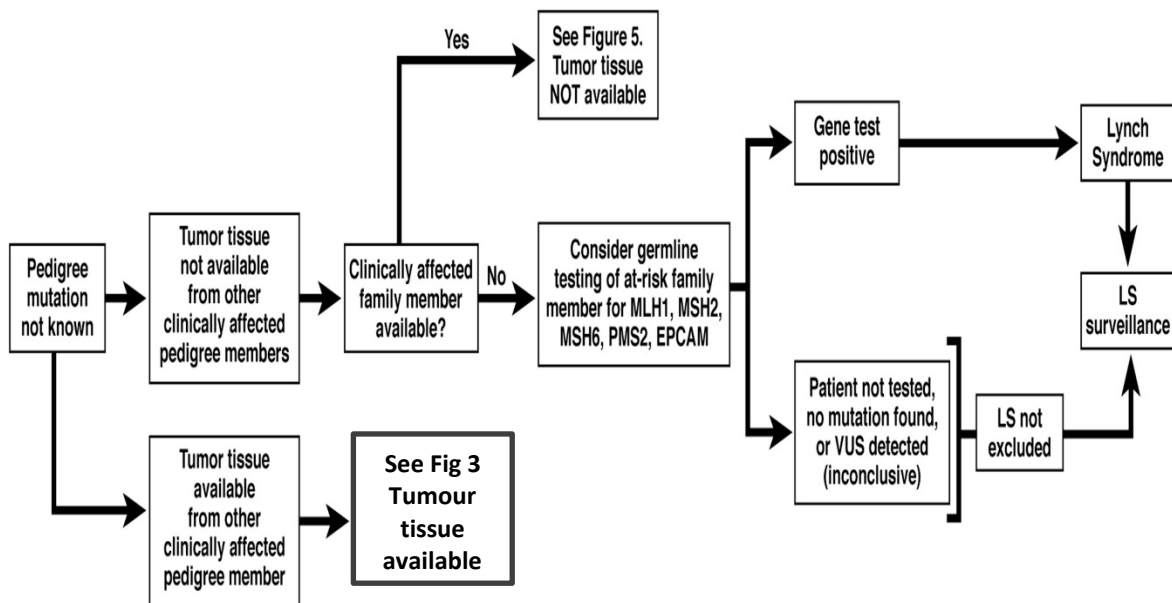 Yes
See Figure 5.
Tumor tissue
NOT available
Gene test
positive
Lynch
Syndrome
Pedigree
mutation
not known
Tumor tissue
not available
from other
clinically affected
pedigree members
Clinically affected
family member
available?
No
Consider germline
testing of at-risk family
member for MLH1, MSH2,
MSH6, PMS2, EPCAM
LS
surveillance
Patient not tested,
no mutation found,
or VUS detected
(inconclusive)
LS not
excluded
Tumor tissue
available
from other
clinically affected
pedigree member
See Fig 3
Tumour
tissue
available